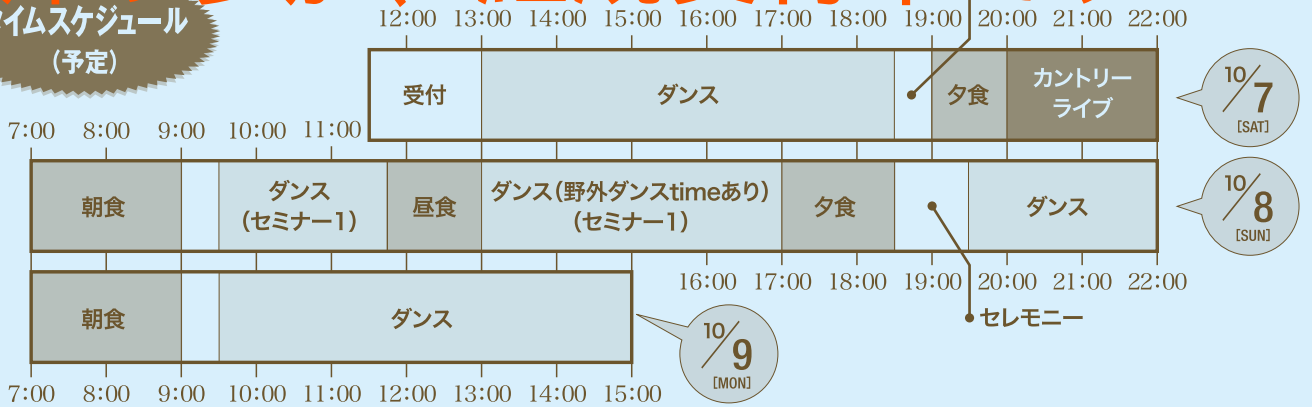 イムスケジュール
(予定)
12:00 13:00 14:00 15:00 16:00 17:00 18:00 19:00 20:00 21:00 22:00
受付 ダンス 夕食 カントリー
ライブ
10/7
[SAT]
7:00 8:00 9:00 10:00 11:00
朝食 ダンス
(セミナー1)
昼食 ダンス(野外ダンスtimeあり)
(セミナー1)
夕食 ダンス
10/8
[SUN]
16:00 17:00 18:00 19:00 20:00 21:00 22:00
セレモニー
朝食 ダンス
10/9
[MON]
7:00 8:00 9:00 10:00 11:00 12:00 13:00 14:00 15:00